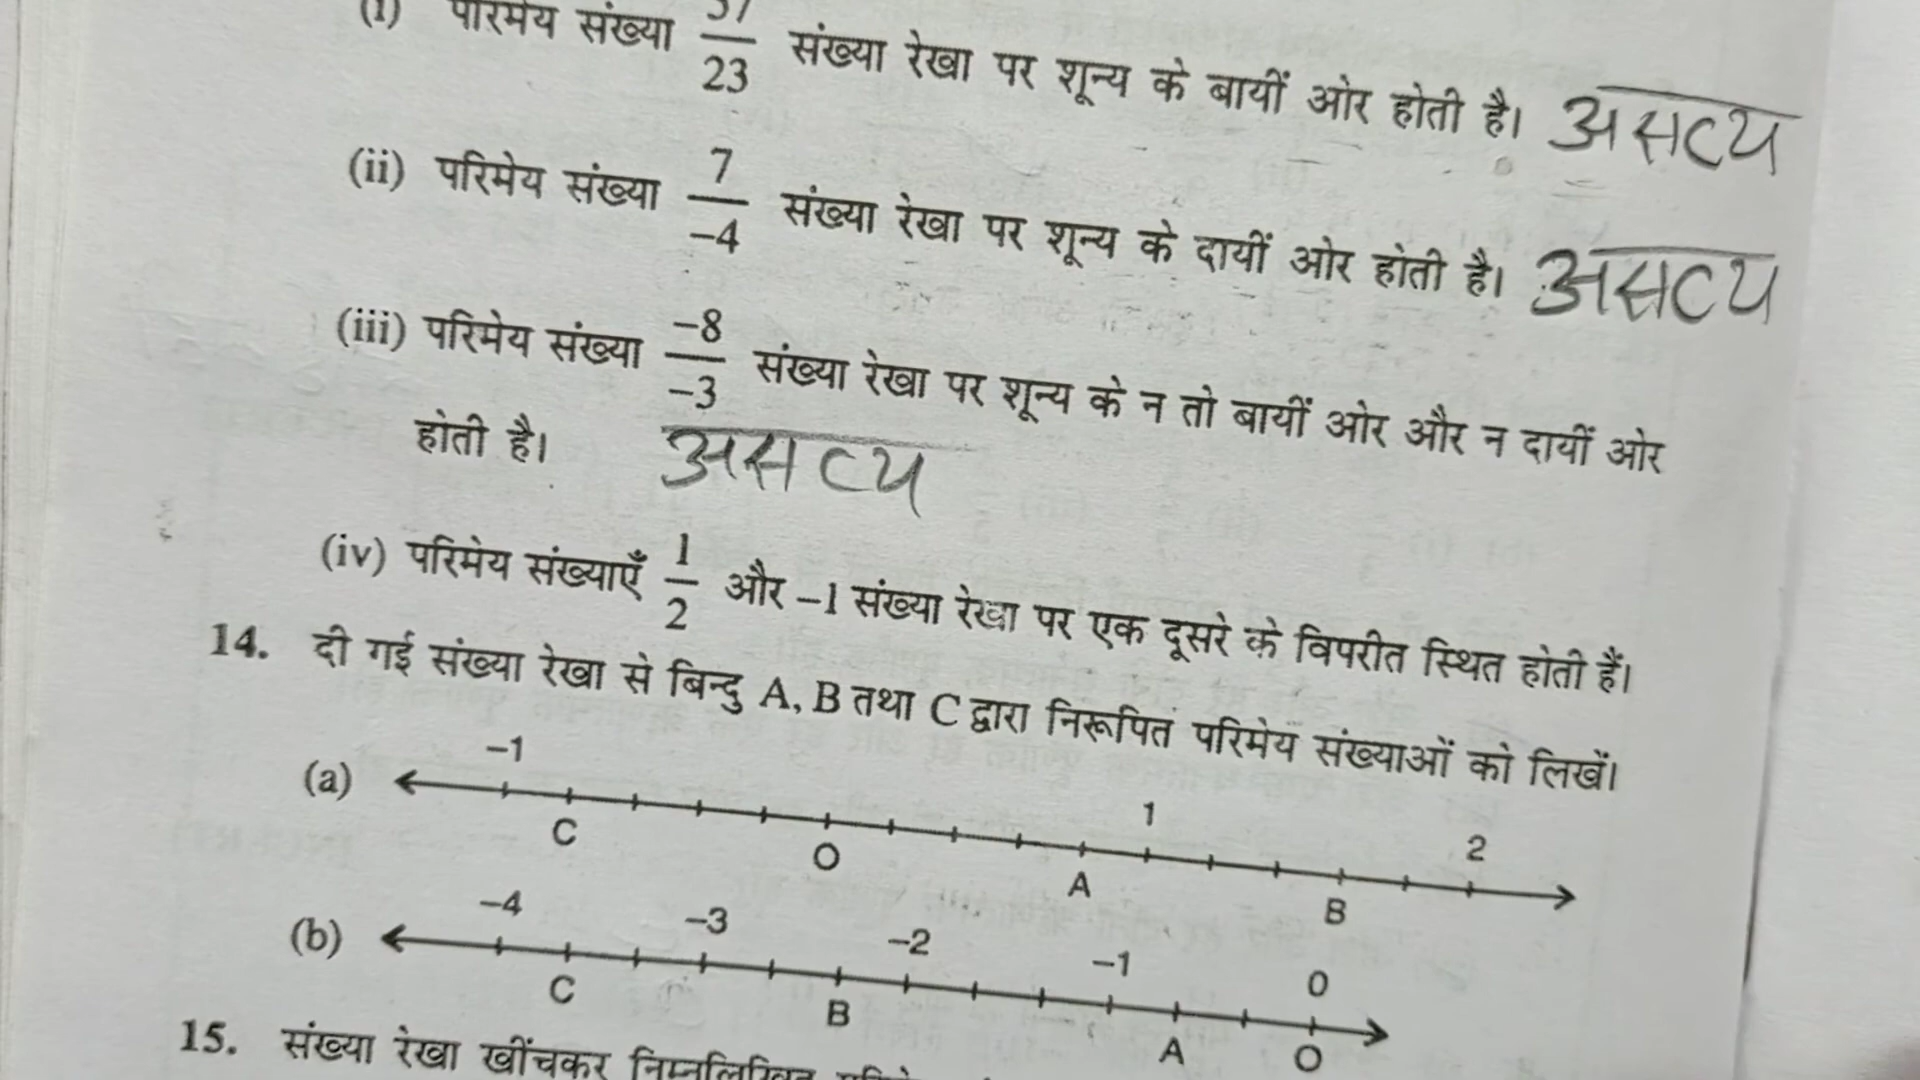 (i) परिमेय संख्या 37/23 संख्या रेखा पर शून्य के बायीं ओर होती है। असत्य
(ii) परिमेय संख्या 7/-4 संख्या रेखा पर शून्य के दायीं ओर होती है। असत्य
(iii) परिमेय संख्या -8/-3 संख्या रेखा पर शून्य के न तो बायीं ओर और न दायीं ओर
होती है। असत्य
(iv) परिमेय संख्याएँ 1/2 और -1 संख्या रेखा पर एक दूसरे के विपरीत स्थित होती हैं।
14. दी गई संख्या रेखा से बिन्दु A, B तथा C द्वारा निरूपित परिमेय संख्याओं को लिखें।
(a) -1 1 2
C O A B
(b) -4 -3 -2 -1 0
C B A O
15. संख्या रेखा खींचकर निम्नलिखित